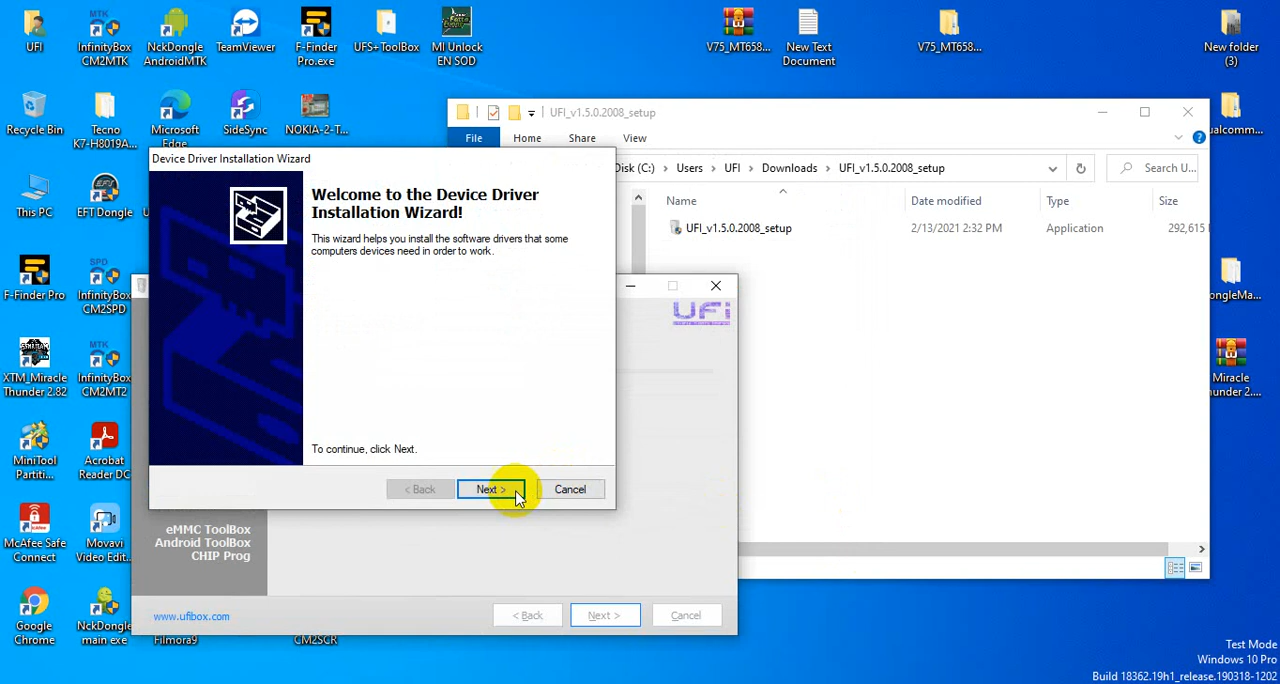 UFI
InfinityBox
CM2MTK
NckDongle
AndroidMTK
TeamViewer
F-Finder
Pro.exe
UFS+ToolBox
MI Unlock
EN SOD
V75_MT658...
New Text
Document
V75_MT658...
New folder
(3)
Recycle Bin
Tecno
K7-H8019A...
Microsoft
Edge
SideSync
NOKIA-2-T...
UFI_v1.5.0.2008_setup
File
Home
Share
View
Disk (C:)
Users
UFI
Downloads
UFI_v1.5.0.2008_setup
Search U...
Name
Date modified
Type
Size
UFI_v1.5.0.2008_setup
2/13/2021 2:32 PM
Application
292,615
Device Driver Installation Wizard
Welcome to the Device Driver
Installation Wizard!
This wizard helps you install the software drivers that some
computers devices need in order to work.
To continue, click Next.
< Back
Next >
Cancel
This PC
EFT Dongle
F-Finder Pro
SPD
InfinityBox
CM2SPD
UFi
XTM_Miracle
Thunder 2.82
MTK
InfinityBox
CM2MT2
Miracle
MiniTool
Partiti...
Acrobat
Reader DC
McAfee Safe
Connect
Movavi
Video Edit...
eMMC ToolBox
Android ToolBox
CHIP Prog
www.ufibox.com
< Back
Next >
Cancel
Google
Chrome
NckDongle
main exe
Filmora9
CM2SCR
Test Mode
Windows 10 Pro
Build 18362.19h1_release.190318-1202